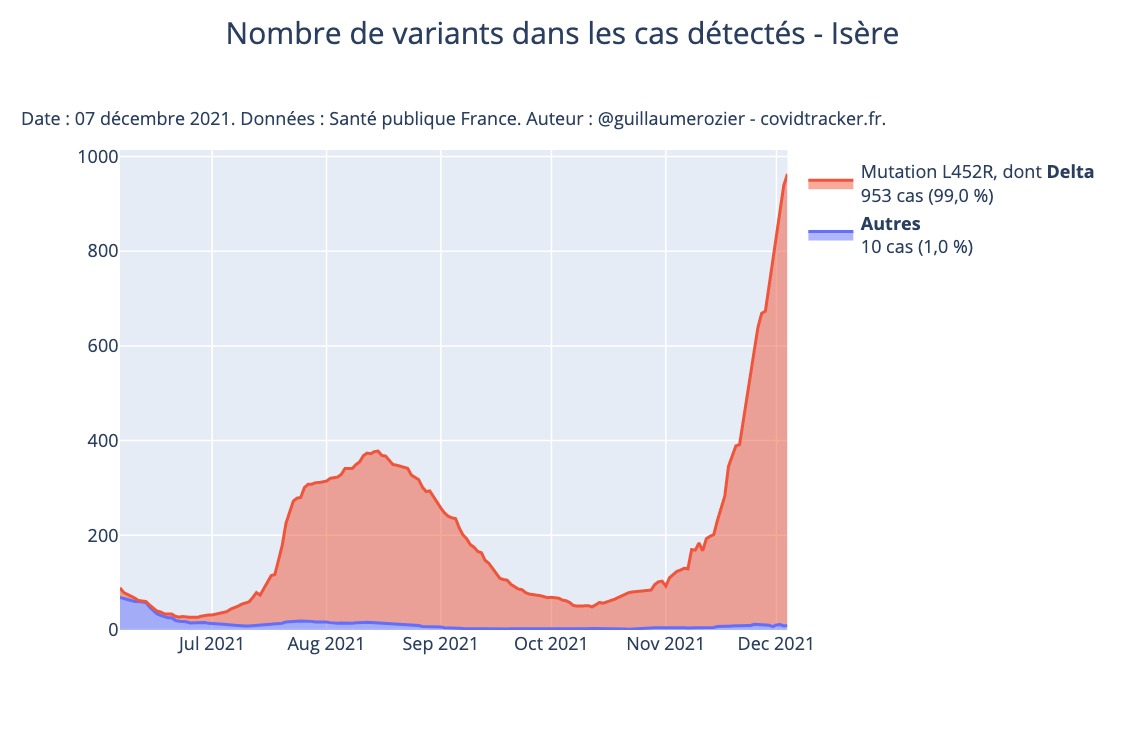 Nombre de variants dans les cas détectés - Isère
Date : 07 décembre 2021. Données : Santé publique France. Auteur : @guillaumerozier - covidtracker.fr.
1000
800
600
400
200
0
Jul 2021
Aug 2021
Sep 2021
Oct 2021
Nov 2021
Dec 2021
Mutation L452R, dont Delta
953 cas (99,0 %)
Autres
10 cas (1,0 %)